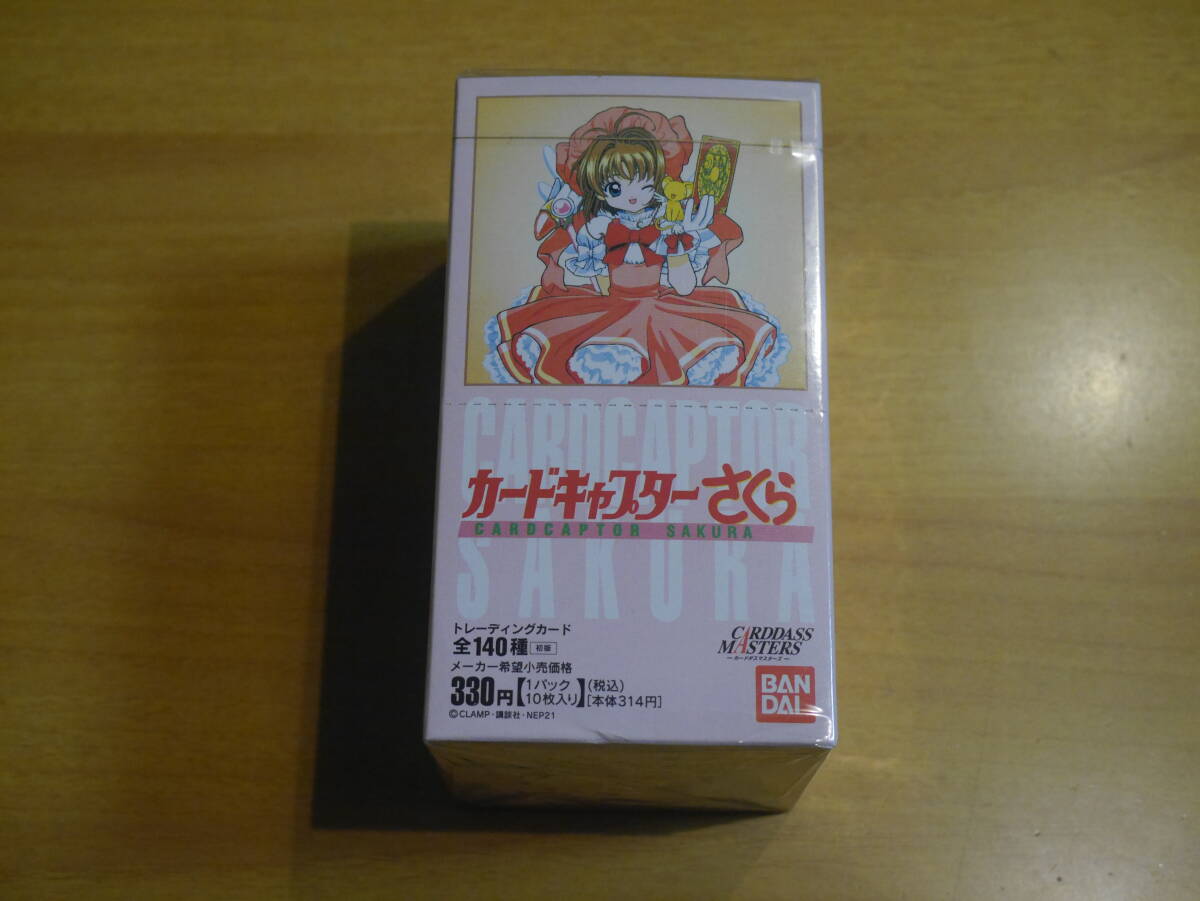 CARDCAPTOR
カードキャプターさくら
CARDCAPTOR SAKURA
SAKURA
トレーディングカード
全140種 初版
メーカー希望小売価格
330円【1パック10枚入り】(税込)[本体314円]
©CLAMP・講談社・NEP21
CARDDASS
MASTERS
ーカードダスマスターズー
BAN
DAI